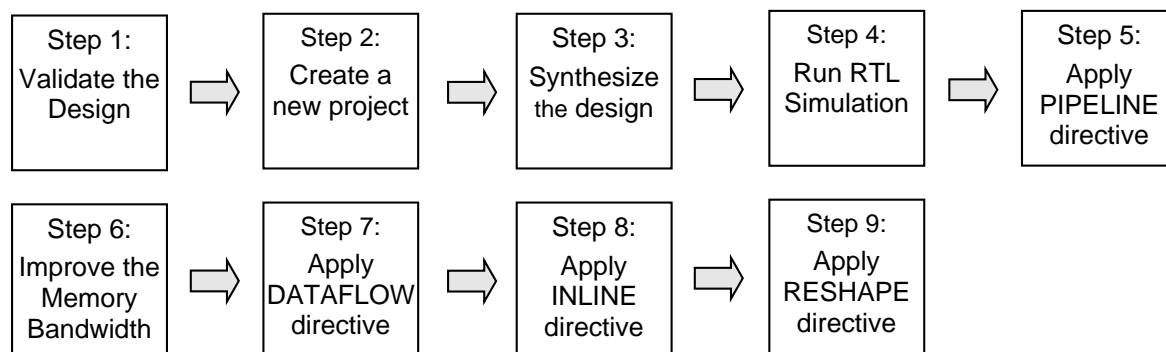 Step 1:
Validate the
Design
Step 2:
Create a
new project
Step 3:
Synthesize
the design
Step 4:
Run RTL
Simulation
Step 5:
Apply
PIPELINE
directive
Step 6:
Improve the
Memory
Bandwidth
Step 7:
Apply
DATAFLOW
directive
Step 8:
Apply
INLINE
directive
Step 9:
Apply
RESHAPE
directive